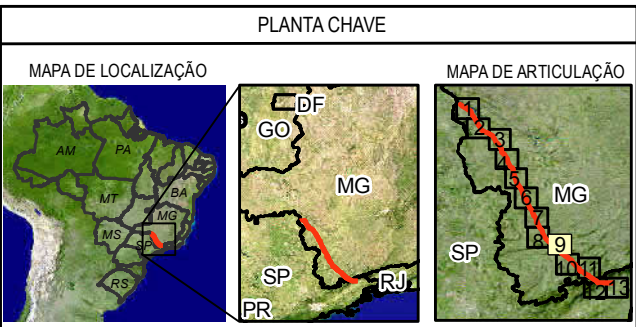 PLANTA CHAVE
MAPA DE LOCALIZAÇÃO
AM
PA
MT
BA
MG
MS
SP
RS
DF
GO
MG
SP
RJ
PR
MAPA DE ARTICULAÇÃO
1
2
3
4
5
MG
6
7
8
9
SP
10
11
12
13